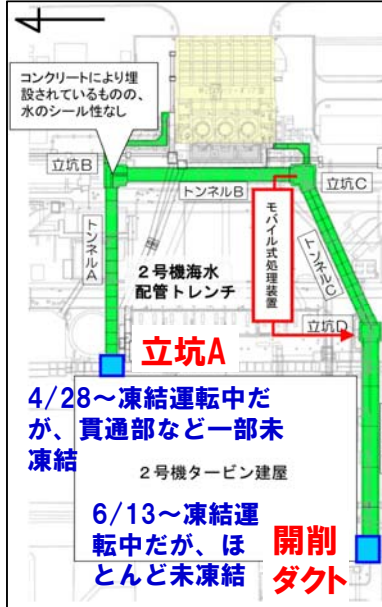 コンクリートにより埋
設されているものの、
水のシール性なし
立坑B
トンネルB
立坑C
トンネルA
モバイル式処理装置
トンネルC
2号機海水
配管トレンチ
立坑D
立坑A
4/28～凍結運転中だ
が、貫通部など一部未
凍結
2号機タービン建屋
6/13～凍結運
転中だが、ほ
とんど未凍結
開削
ダクト